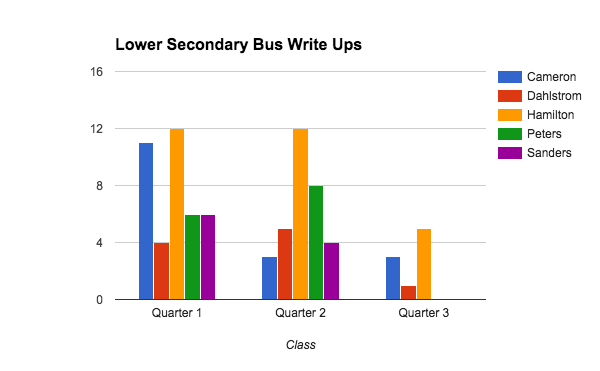 Lower Secondary Bus Write Ups
16
12
8
4
0
Quarter 1
Quarter 2
Quarter 3
Class
Cameron
Dahlstrom
Hamilton
Peters
Sanders